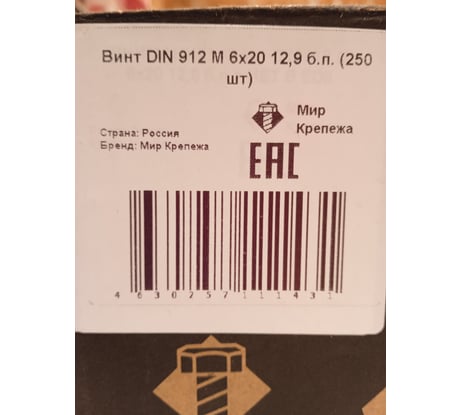 Винт DIN 912 М 6х20 12,9 б.п. (250
шт)
Мир
Крепежа
Страна: Россия
Бренд: Мир Крепежа
EAC
4630257111431